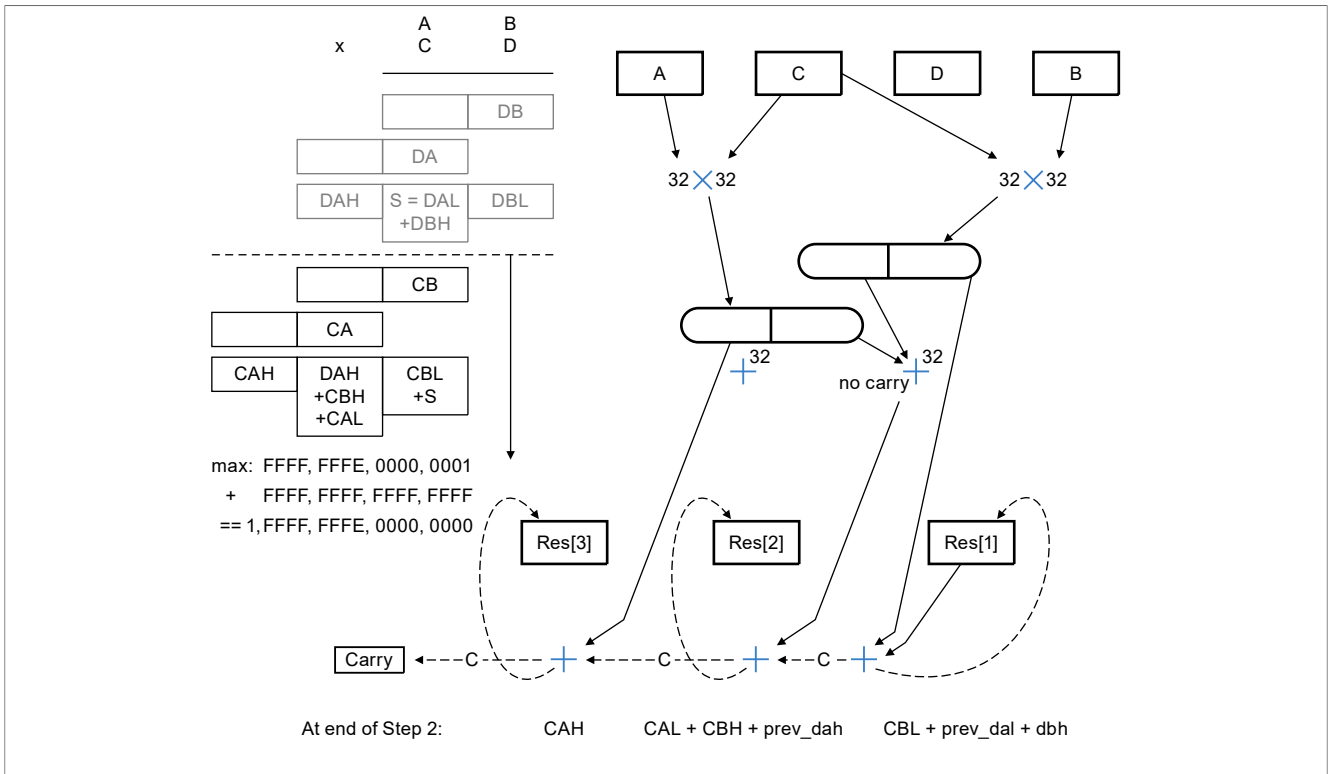 A B
x C D
DB
DA
DAH S = DAL DBL
+DBH
CB
CA
CAH DAH CBL
+CBH +S
+CAL
max: FFFF, FFFE, 0000, 0001
+ FFFF, FFFF, FFFF, FFFF
== 1, FFFF, FFFE, 0000, 0000
A C D B
32 32 32 32
32 32
no carry
Res[3] Res[2] Res[1]
Carry C C C
At end of Step 2: CAH CAL + CBH + prev_dah CBL + prev_dal + dbh